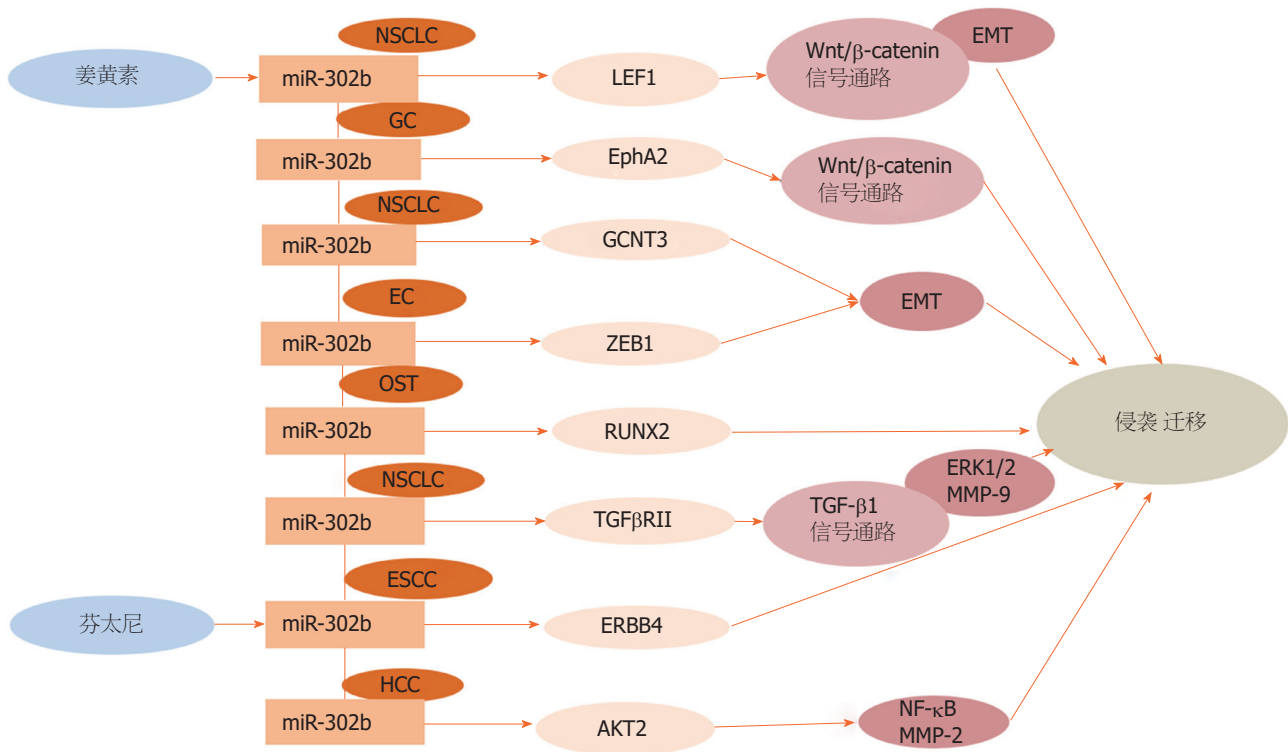 NSCLC
姜黄素
miR-302b
LEF1
Wnt/β-catenin
信号通路
EMT
GC
miR-302b
EphA2
Wnt/β-catenin
信号通路
NSCLC
miR-302b
GCNT3
EC
EMT
miR-302b
ZEB1
OST
miR-302b
RUNX2
侵袭 迁移
NSCLC
miR-302b
TGFβRII
TGF-β1
信号通路
ERK1/2
MMP-9
ESCC
芬太尼
miR-302b
ERBB4
HCC
miR-302b
AKT2
NF-κB
MMP-2